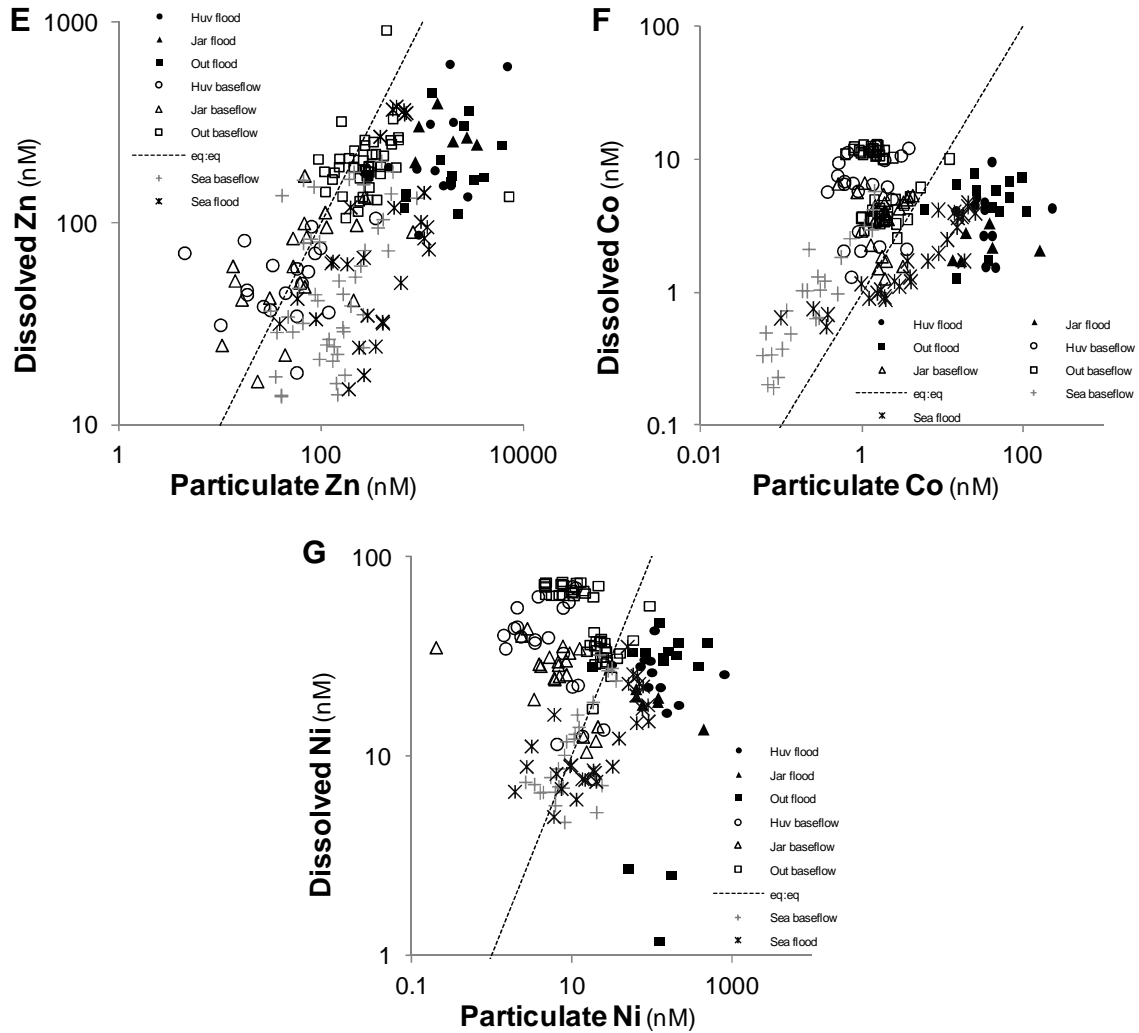 E
1000
100
10
Dissolved Zn (nM)
1
100
10000
Particulate Zn (nM)
Huv flood
Jar flood
Out flood
Huv baseflow
Jar baseflow
Out baseflow
eq:eq
Sea baseflow
Sea flood
F
100
10
1
0.1
Dissolved Co (nM)
0.01
1
100
Particulate Co (nM)
Huv flood
Jar flood
Out flood
Huv baseflow
Jar baseflow
Out baseflow
eq:eq
Sea baseflow
Sea flood
G
100
10
1
Dissolved Ni (nM)
0.1
10
1000
Particulate Ni (nM)
Huv flood
Jar flood
Out flood
Huv baseflow
Jar baseflow
Out baseflow
eq:eq
Sea baseflow
Sea flood